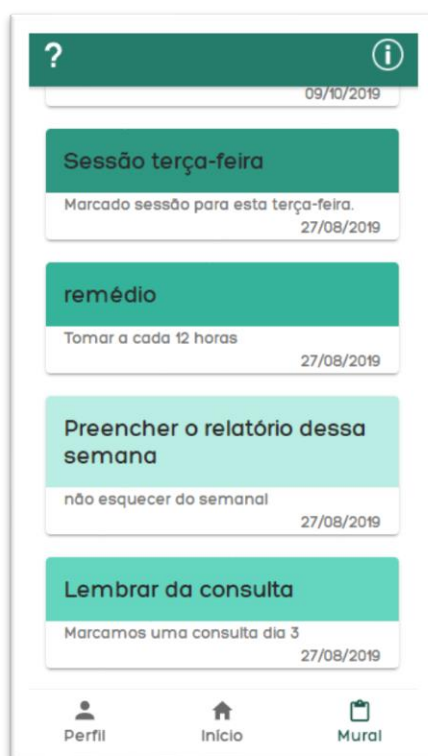 ?
i
09/10/2019
Sessão terça-feira
Marcado sessão para esta terça-feira.
27/08/2019
remédio
Tomar a cada 12 horas
27/08/2019
Preencher o relatório dessa
semana
não esquecer do semanal
27/08/2019
Lembrar da consulta
Marcamos uma consulta dia 3
27/08/2019
Perfil Início Mural